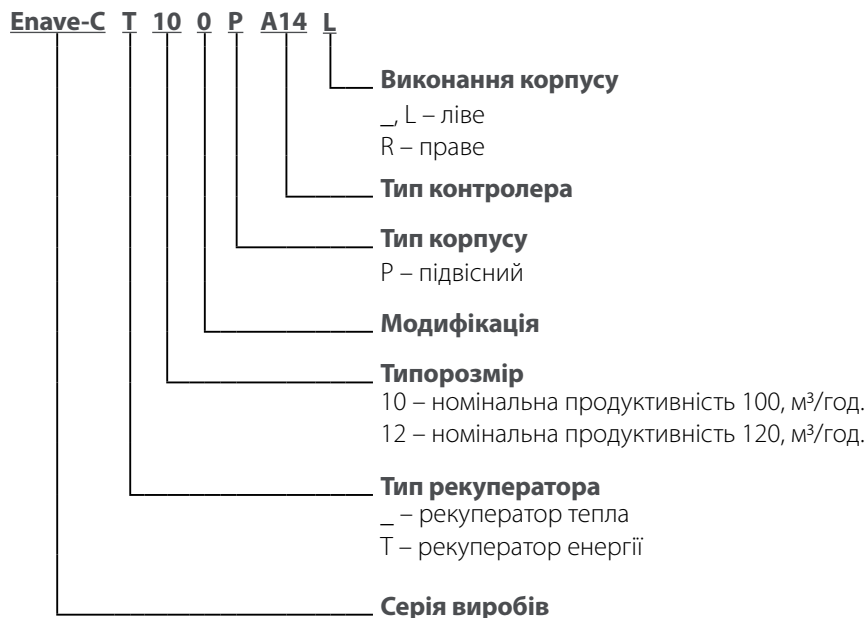 Enave-C T 10 0 P A14 L
Виконання корпусу
_, L – ліве
R – праве
Тип контролера
Тип корпусу
P – підвісний
Модифікація
Типорозмір
10 – номінальна продуктивність 100, м³/год.
12 – номінальна продуктивність 120, м³/год.
Тип рекуператора
_ – рекуператор тепла
T – рекуператор енергії
Серія виробів